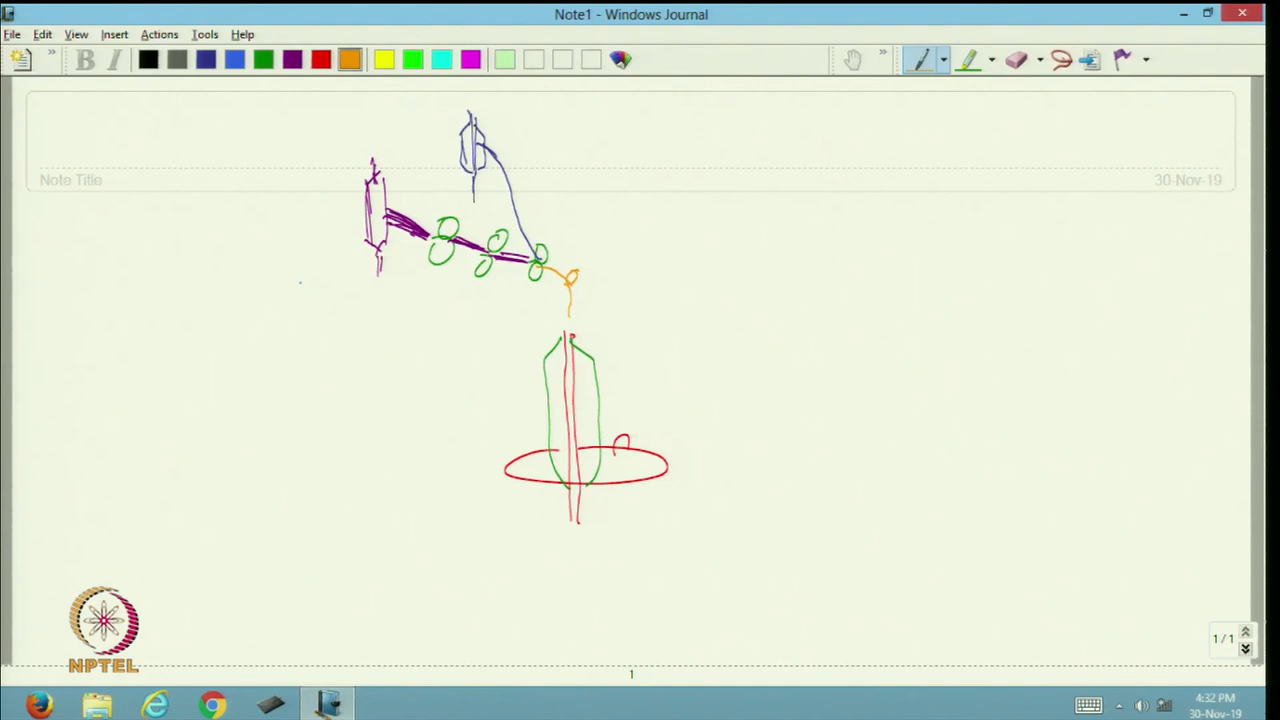 Note1 - Windows Journal
File Edit View Insert Actions Tools Help
B I
Note Title
30-Nov-19
NPTEL
1 / 1
1
4:32 PM
30-Nov-19